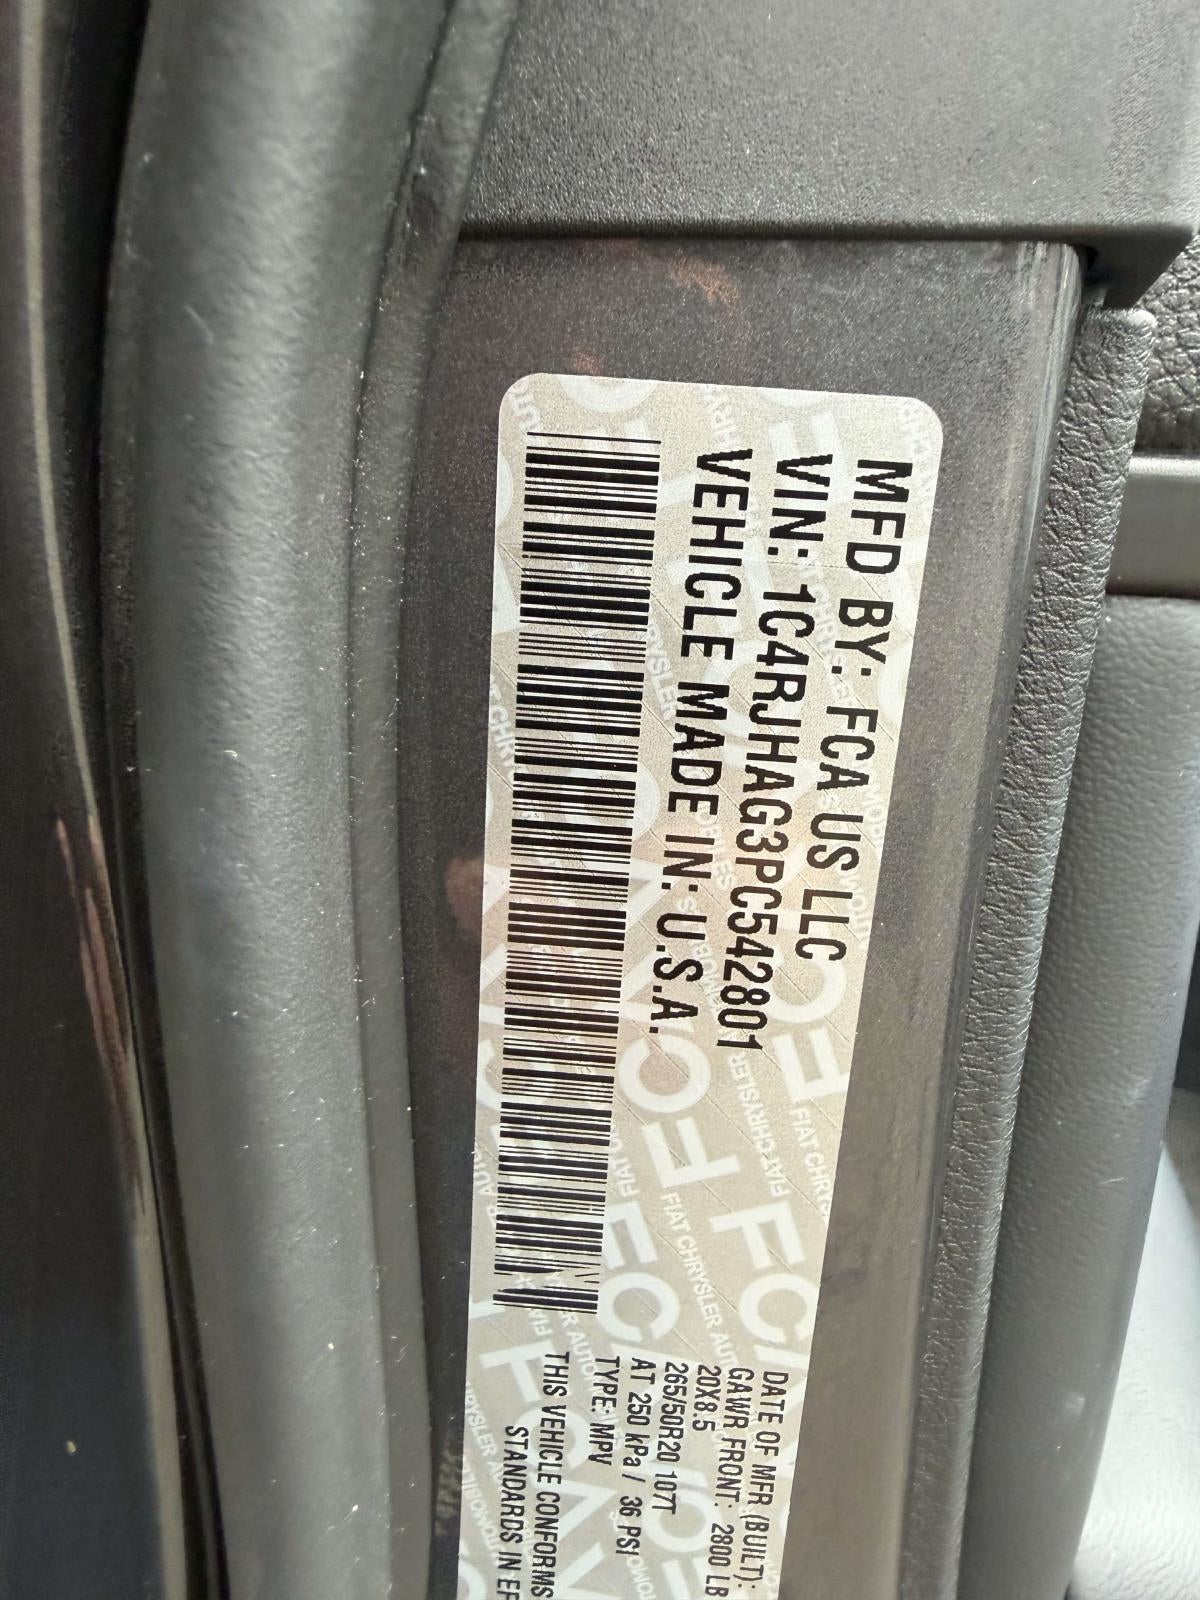 MFD BY: FCA US LLC
VIN: 1C4RJHAG3PC542801
VEHICLE MADE IN: U.S.A.
DATE OF MFR (BUILT):
GAWR FRONT: 2800 LB
20X8.5
265/50R20 107T
AT 250 kPa / 36 PSI
TYPE: MPV
THIS VEHICLE CONFORMS
STANDARDS IN EF